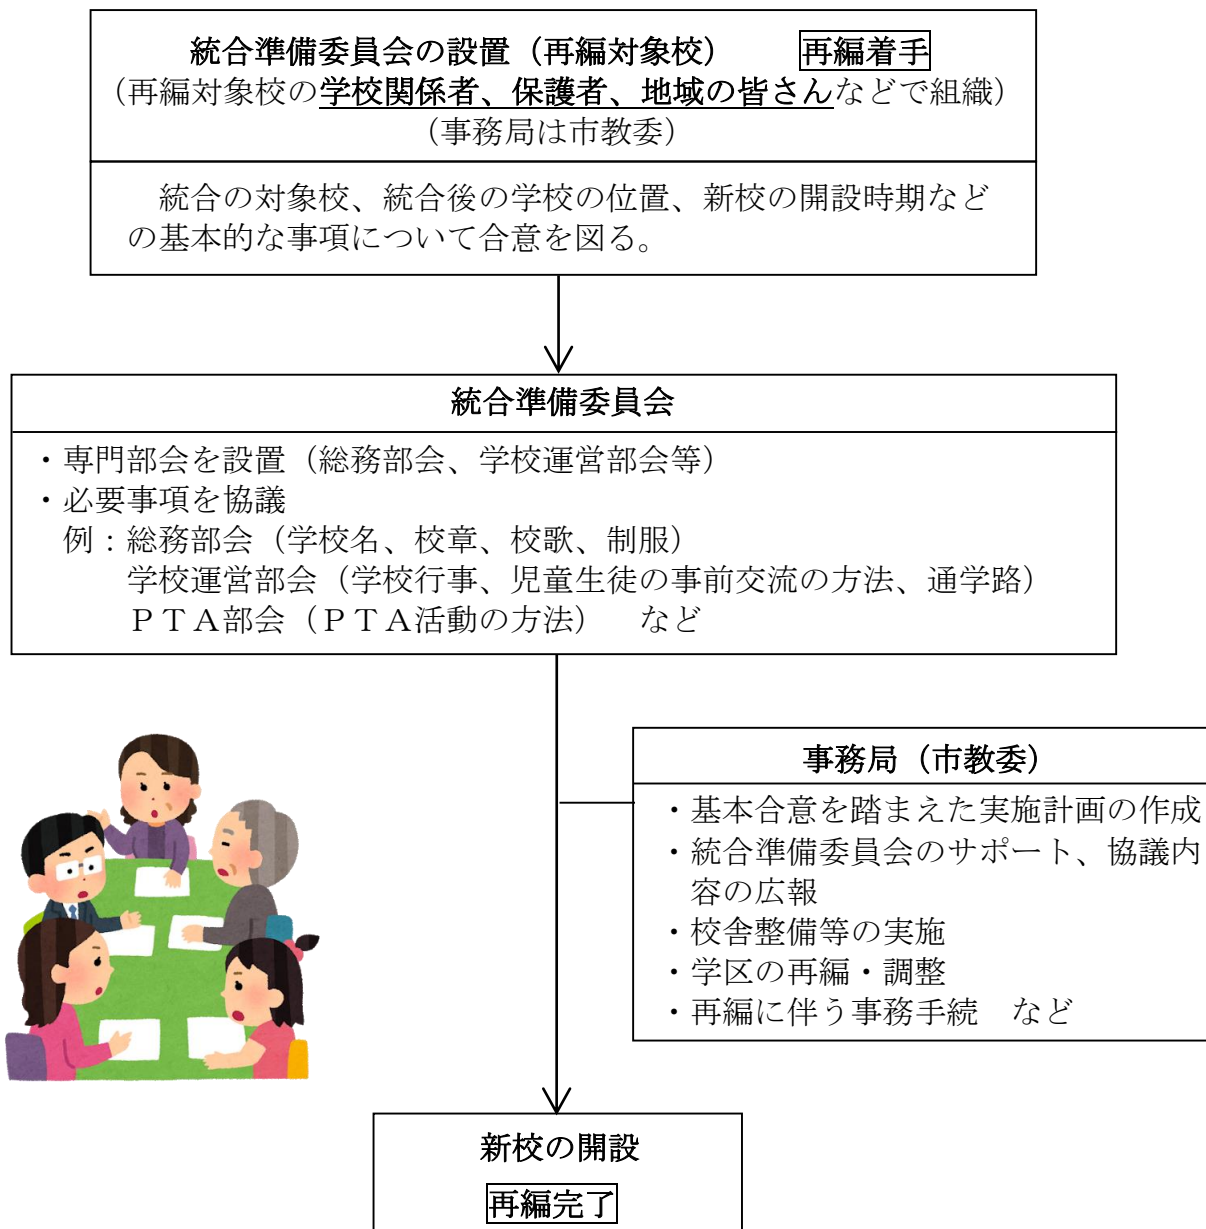 統合準備委員会の設置（再編対象校）　　再編着手
（再編対象校の学校関係者、保護者、地域の皆さんなどで組織）
（事務局は市教委）
統合の対象校、統合後の学校の位置、新校の開設時期など
の基本的な事項について合意を図る。
統合準備委員会
・専門部会を設置（総務部会、学校運営部会等）
・必要事項を協議
例：総務部会（学校名、校章、校歌、制服）
学校運営部会（学校行事、児童生徒の事前交流の方法、通学路）
ＰＴＡ部会（ＰＴＡ活動の方法）　など
事務局（市教委）
・基本合意を踏まえた実施計画の作成
・統合準備委員会のサポート、協議内
容の広報
・校舎整備等の実施
・学区の再編・調整
・再編に伴う事務手続　など
新校の開設
再編完了